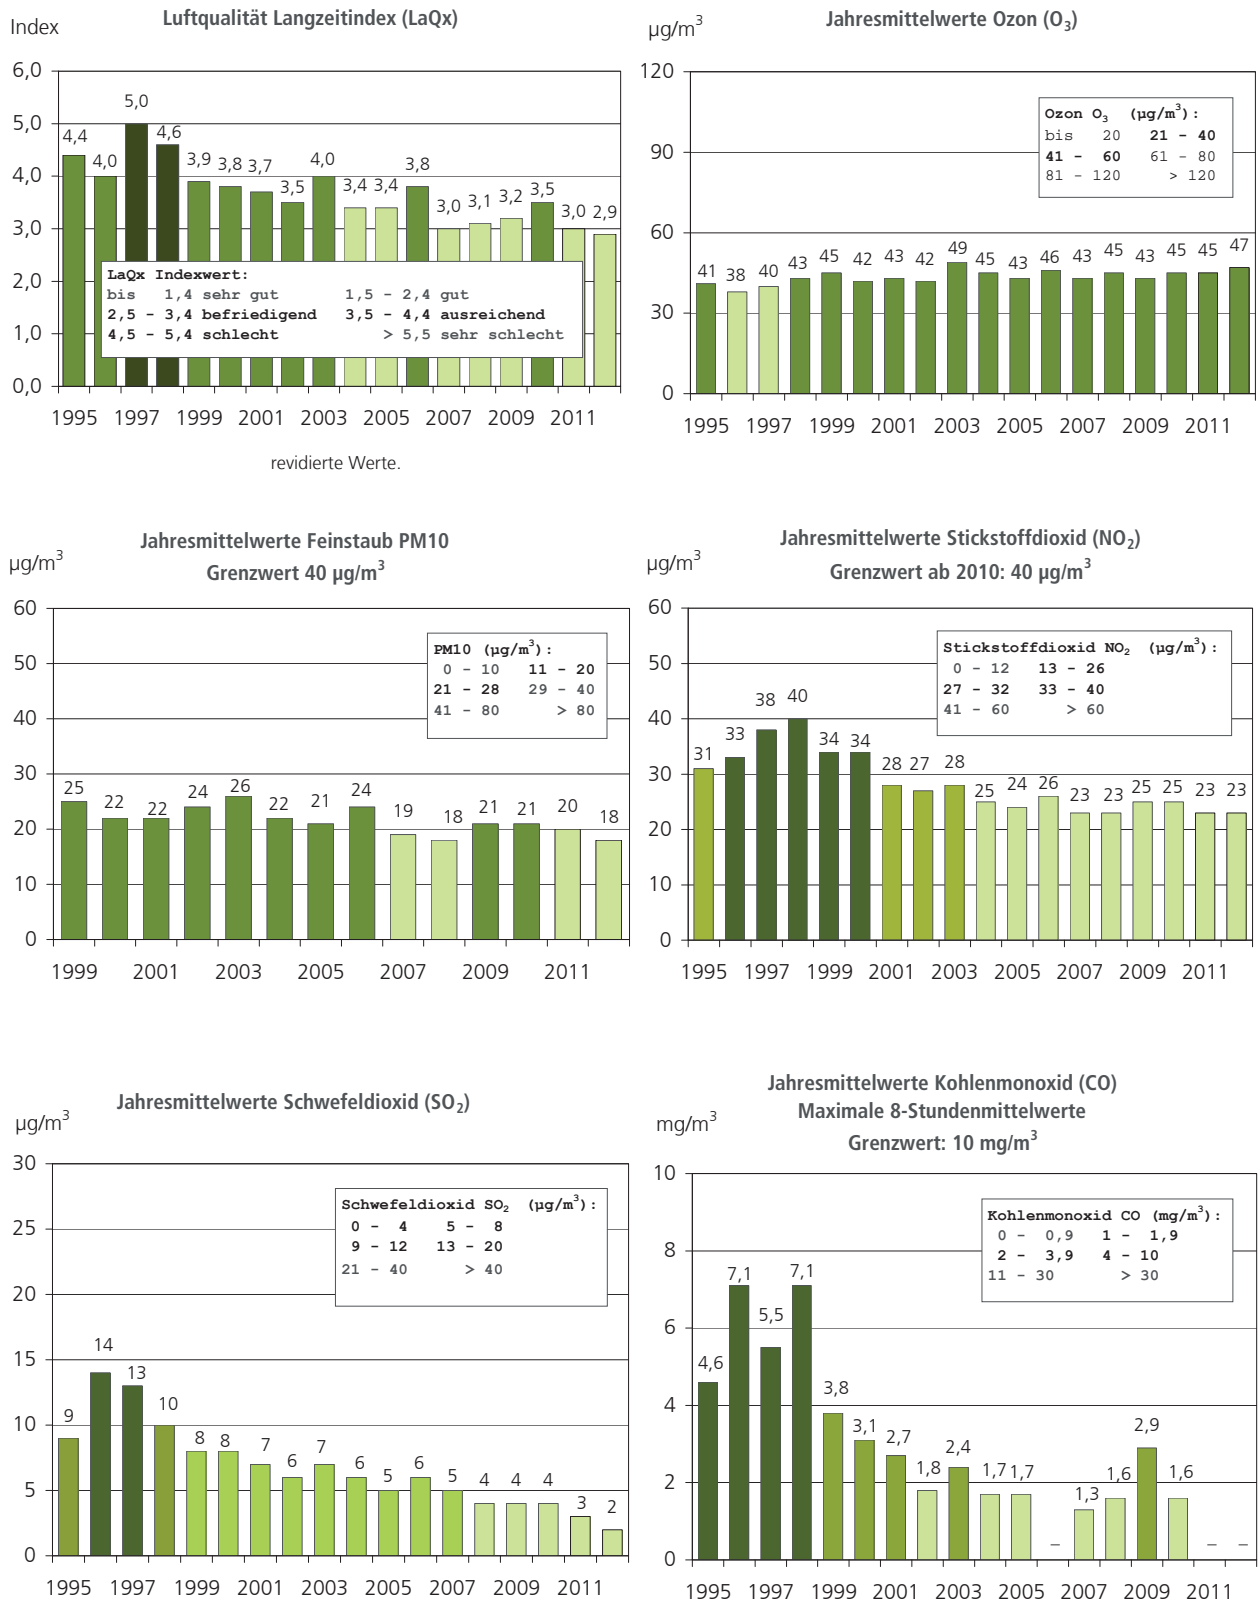 Luftqualität Langzeitindex (LaQx)
Index
6,0
5,0
4,0
3,0
2,0
1,0
0,0
4,4 4,0 5,0 4,6 3,9 3,8 3,7 3,5 4,0 3,4 3,4 3,8 3,0 3,1 3,2 3,5 3,0 2,9
LaQx Indexwert:
bis 1,4 sehr gut 1,5 - 2,4 gut
2,5 - 3,4 befriedigend 3,5 - 4,4 ausreichend
4,5 - 5,4 schlecht > 5,5 sehr schlecht
1995 1997 1999 2001 2003 2005 2007 2009 2011
revidierte Werte.
Jahresmittelwerte Ozon (O₃)
µg/m³
120
90
60
30
0
Ozon O₃ (µg/m³):
bis 20 21 - 40
41 - 60 61 - 80
81 - 120 > 120
41 38 40 43 45 42 43 42 49 45 43 46 43 45 43 45 45 47
1995 1997 1999 2001 2003 2005 2007 2009 2011
Jahresmittelwerte Feinstaub PM10
Grenzwert 40 µg/m³
µg/m³
60
50
40
30
20
10
0
PM10 (µg/m³):
0 - 10 11 - 20
21 - 28 29 - 40
41 - 80 > 80
25 22 22 24 26 22 21 24 19 18 21 21 20 18
1999 2001 2003 2005 2007 2009 2011
Jahresmittelwerte Stickstoffdioxid (NO₂)
Grenzwert ab 2010: 40 µg/m³
µg/m³
60
50
40
30
20
10
0
Stickstoffdioxid NO₂ (µg/m³):
0 - 12 13 - 26
27 - 32 33 - 40
41 - 60 > 60
31 33 38 40 34 34 28 27 28 25 24 26 23 23 25 25 23 23
1995 1997 1999 2001 2003 2005 2007 2009 2011
Jahresmittelwerte Schwefeldioxid (SO₂)
µg/m³
30
25
20
15
10
5
0
Schwefeldioxid SO₂ (µg/m³):
0 - 4 5 - 8
9 - 12 13 - 20
21 - 40 > 40
9 14 13 10 8 8 7 6 7 6 5 6 5 4 4 4 3 2
1995 1997 1999 2001 2003 2005 2007 2009 2011
Jahresmittelwerte Kohlenmonoxid (CO)
Maximale 8-Stundenmittelwerte
Grenzwert: 10 mg/m³
mg/m³
10
8
6
4
2
0
Kohlenmonoxid CO (mg/m³):
0 - 0,9 1 - 1,9
2 - 3,9 4 - 10
11 - 30 > 30
4,6 7,1 5,5 7,1 3,8 3,1 2,7 1,8 2,4 1,7 1,7 – 1,3 1,6 2,9 1,6 – –
1995 1997 1999 2001 2003 2005 2007 2009 2011